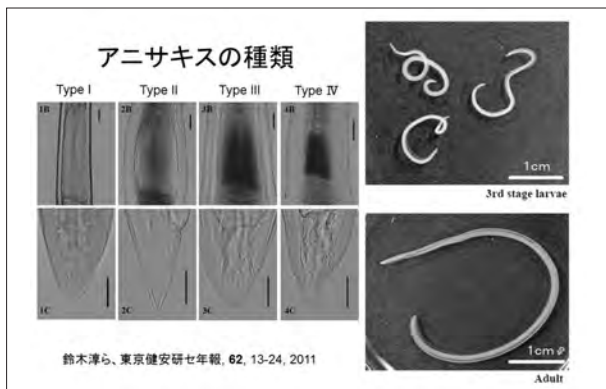 アニサキスの種類
Type I Type II Type III Type Ⅳ
1B 2B 3B 4B
1C 2C 3C 4C
鈴木淳ら、東京健安研セ年報, 62, 13-24, 2011
1cm
3rd stage larvae
1cm
Adult